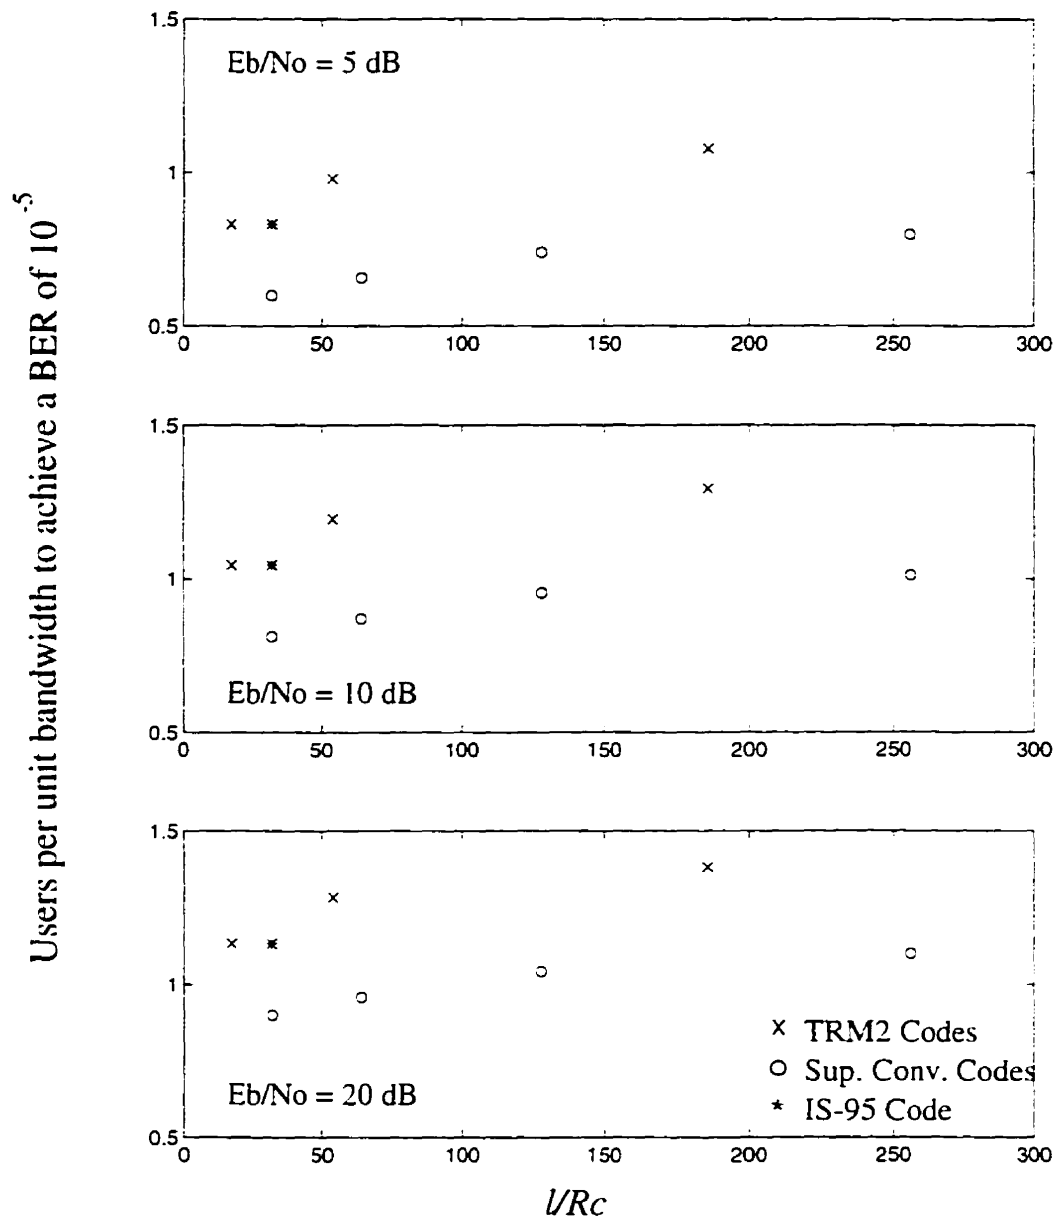 Users per unit bandwidth to achieve a BER of 10^-5
1.5
Eb/No = 5 dB
1
0.5
0 50 100 150 200 250 300
1.5
1
Eb/No = 10 dB
0.5
0 50 100 150 200 250 300
1.5
1
x TRM2 Codes
o Sup. Conv. Codes
* IS-95 Code
Eb/No = 20 dB
0.5
0 50 100 150 200 250 300
l/Rc